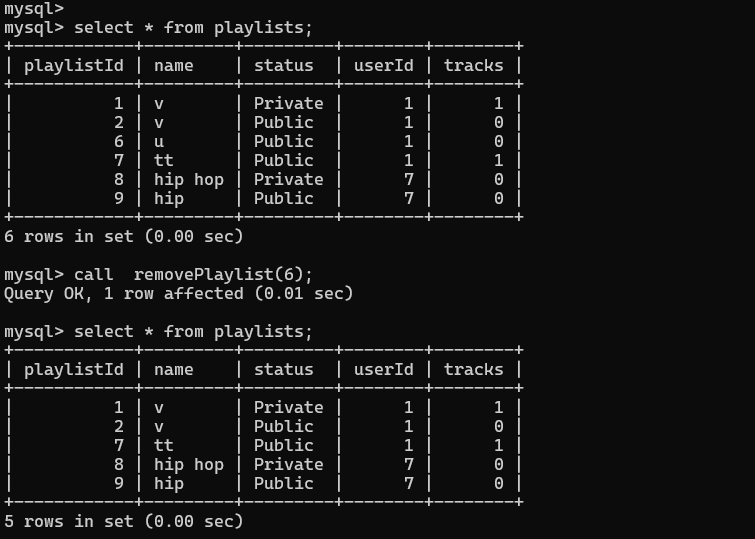 mysql>
mysql> select * from playlists;
+------------+---------+---------+--------+--------+
| playlistId | name    | status  | userId | tracks |
+------------+---------+---------+--------+--------+
|          1 | v       | Private |      1 |      1 |
|          2 | v       | Public  |      1 |      0 |
|          6 | u       | Public  |      1 |      0 |
|          7 | tt      | Public  |      1 |      1 |
|          8 | hip hop | Private |      7 |      0 |
|          9 | hip     | Public  |      7 |      0 |
+------------+---------+---------+--------+--------+
6 rows in set (0.00 sec)

mysql> call  removePlaylist(6);
Query OK, 1 row affected (0.01 sec)

mysql> select * from playlists;
+------------+---------+---------+--------+--------+
| playlistId | name    | status  | userId | tracks |
+------------+---------+---------+--------+--------+
|          1 | v       | Private |      1 |      1 |
|          2 | v       | Public  |      1 |      0 |
|          7 | tt      | Public  |      1 |      1 |
|          8 | hip hop | Private |      7 |      0 |
|          9 | hip     | Public  |      7 |      0 |
+------------+---------+---------+--------+--------+
5 rows in set (0.00 sec)